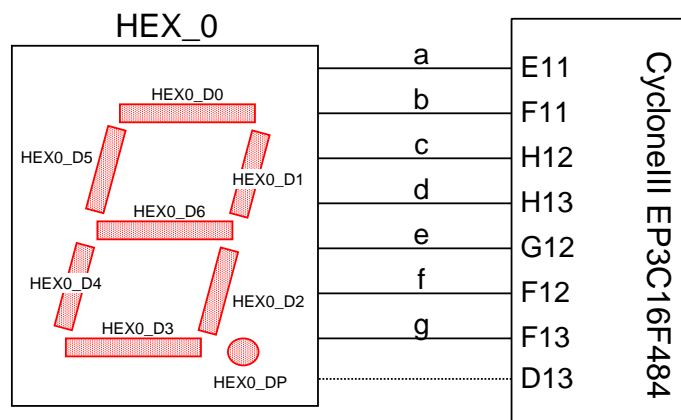 HEX_0
HEX0_D0
HEX0_D5
HEX0_D1
HEX0_D6
HEX0_D4
HEX0_D2
HEX0_D3
HEX0_DP
a
b
c
d
e
f
g
E11
F11
H12
H13
G12
F12
F13
D13
CycloneIII EP3C16F484